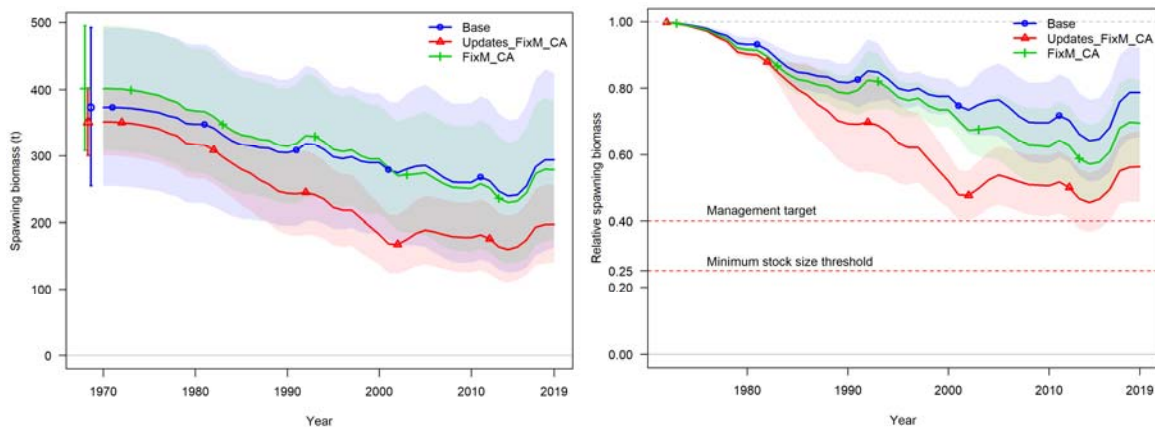 Base
Updates_FixM_CA
FixM_CA
Spawning biomass (t)
500
400
300
200
100
0
1970
1980
1990
2000
2010
2019
Year
Base
Updates_FixM_CA
FixM_CA
Relative spawning biomass
1.00
0.80
0.60
0.40
0.25
0.20
0.00
Management target
Minimum stock size threshold
1980
1990
2000
2010
2019
Year